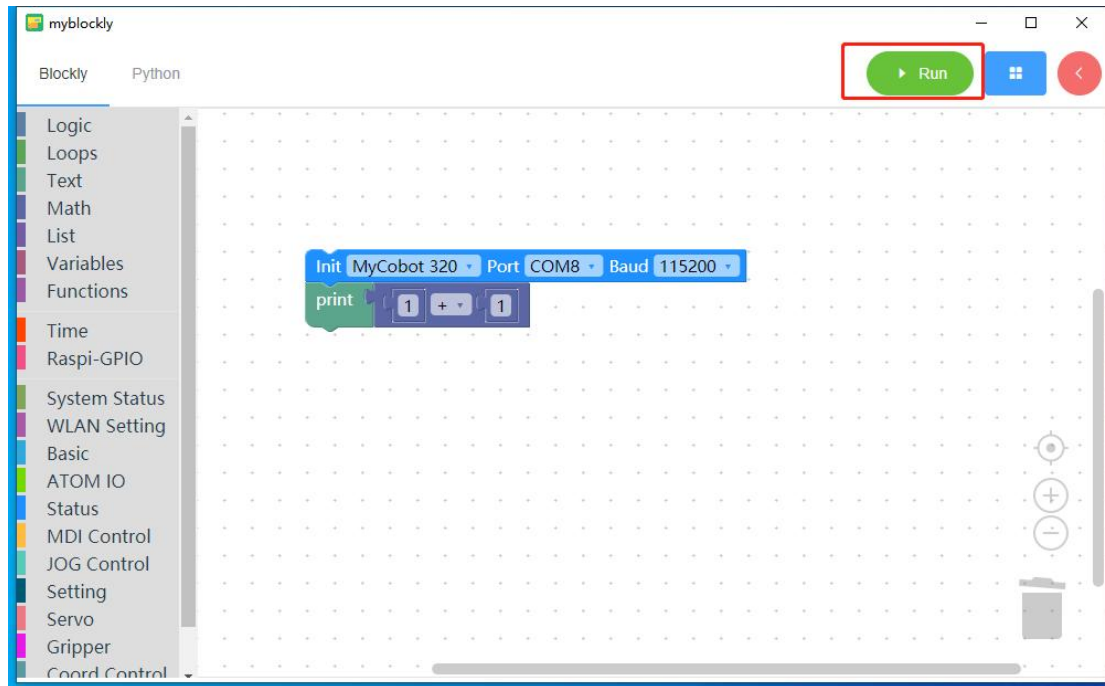 myblockly
Blockly Python
Run
Logic
Loops
Text
Math
List
Variables
Functions
Time
Raspi-GPIO
System Status
WLAN Setting
Basic
ATOM IO
Status
MDI Control
JOG Control
Setting
Servo
Gripper
Coord Control
Init MyCobot 320 Port COM8 Baud 115200
print 1 + 1